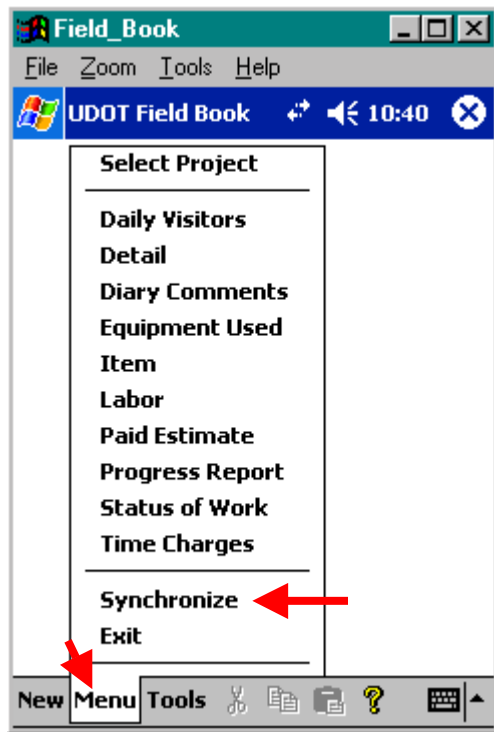 Field_Book
File Zoom Tools Help
UDOT Field Book 10:40
Select Project
Daily Visitors
Detail
Diary Comments
Equipment Used
Item
Labor
Paid Estimate
Progress Report
Status of Work
Time Charges
Synchronize
Exit
New Menu Tools